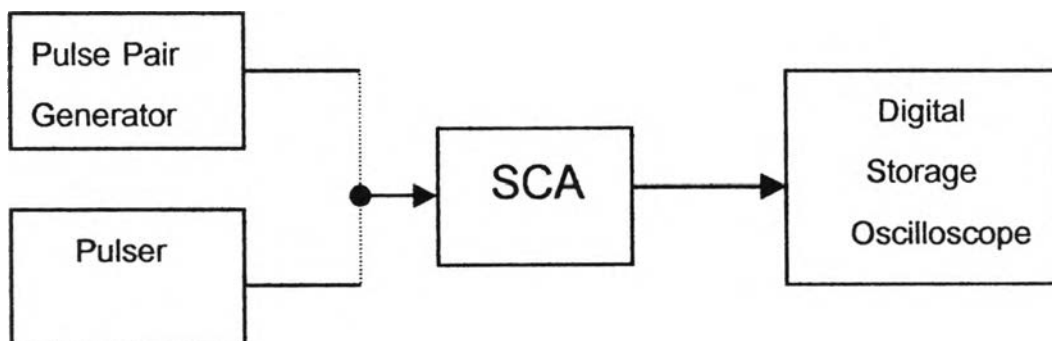 Pulse Pair
Generator
Pulser
SCA
Digital
Storage
Oscilloscope